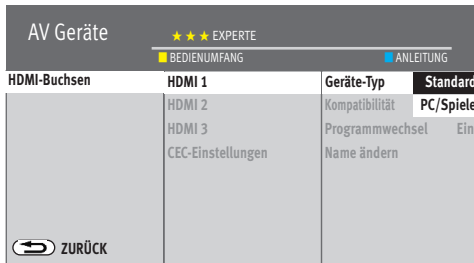 AV Geräte
★ ★ ★ EXPERTE
BEDIENUMFANG
ANLEITUNG
HDMI-Buchsen
HDMI 1
Geräte-Typ
Standard
HDMI 2
Kompatibilität
PC/Spiele
HDMI 3
Programmwechsel
Ein
CEC-Einstellungen
Name ändern
ZURÜCK